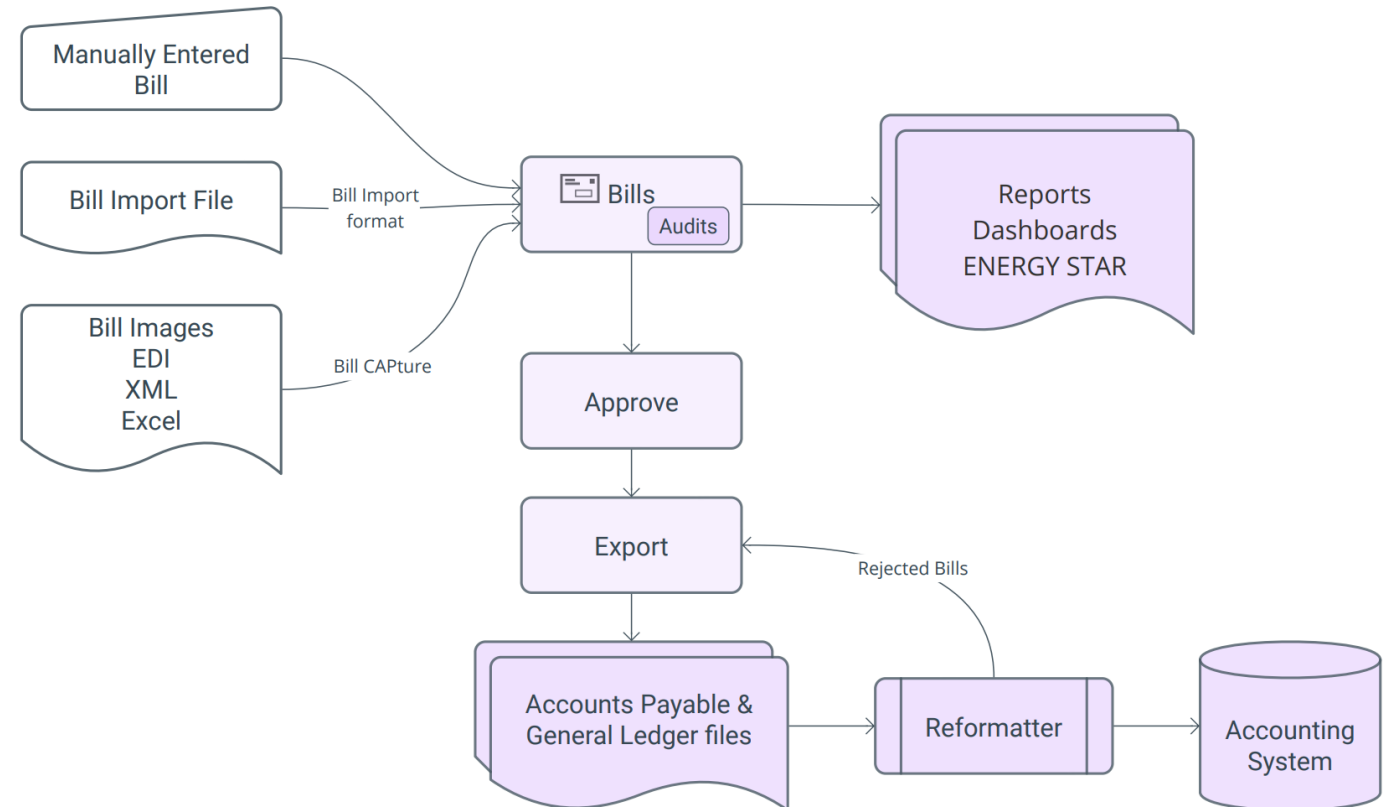 Manually Entered
Bill
Bill Import File
Bill Import
format
Bill Images
EDI
XML
Excel
Bill CAPture
Bills
Audits
Reports
Dashboards
ENERGY STAR
Approve
Export
Rejected Bills
Accounts Payable &
General Ledger files
Reformatter
Accounting
System